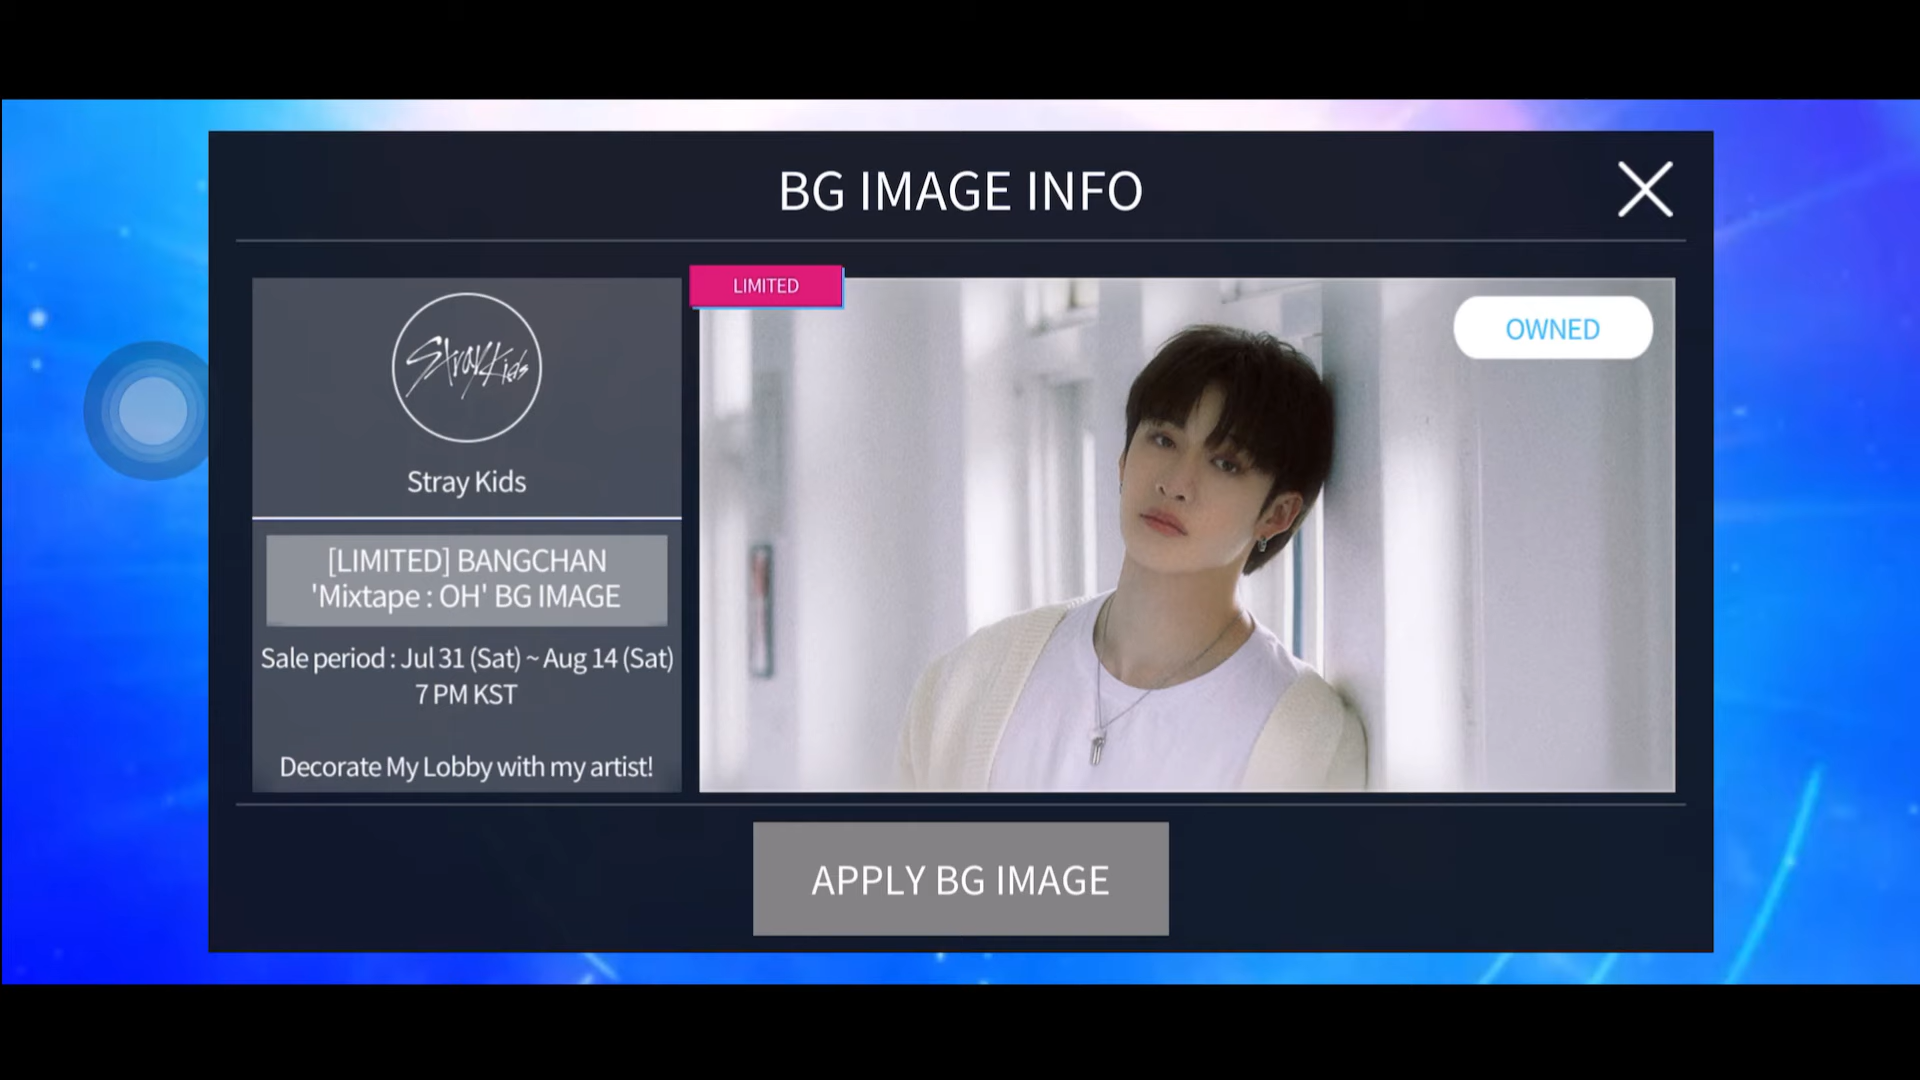 BG IMAGE INFO
LIMITED
OWNED
Stray Kids
Stray Kids
[LIMITED] BANGCHAN
'Mixtape : OH' BG IMAGE
Sale period : Jul 31 (Sat) ~ Aug 14 (Sat)
7 PM KST
Decorate My Lobby with my artist!
APPLY BG IMAGE